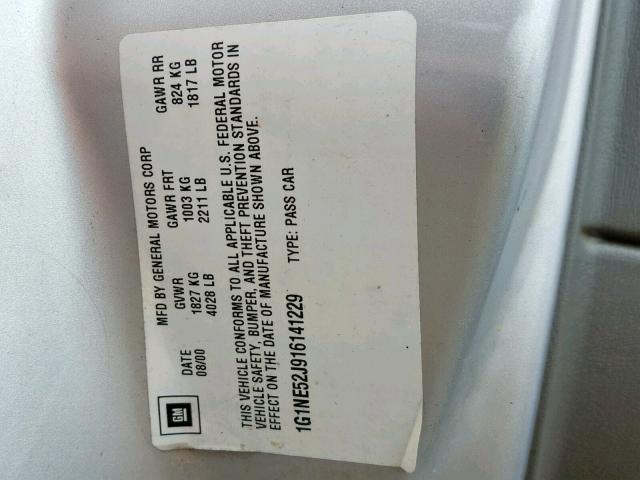 GM
DATE
08/00
MFD BY GENERAL MOTORS CORP
GVWR GAWR FRT GAWR RR
1827 KG 1003 KG 824 KG
4028 LB 2211 LB 1817 LB
THIS VEHICLE CONFORMS TO ALL APPLICABLE U.S. FEDERAL MOTOR
VEHICLE SAFETY, BUMPER, AND THEFT PREVENTION STANDARDS IN
EFFECT ON THE DATE OF MANUFACTURE SHOWN ABOVE.
1G1NE52J916141229 TYPE: PASS CAR